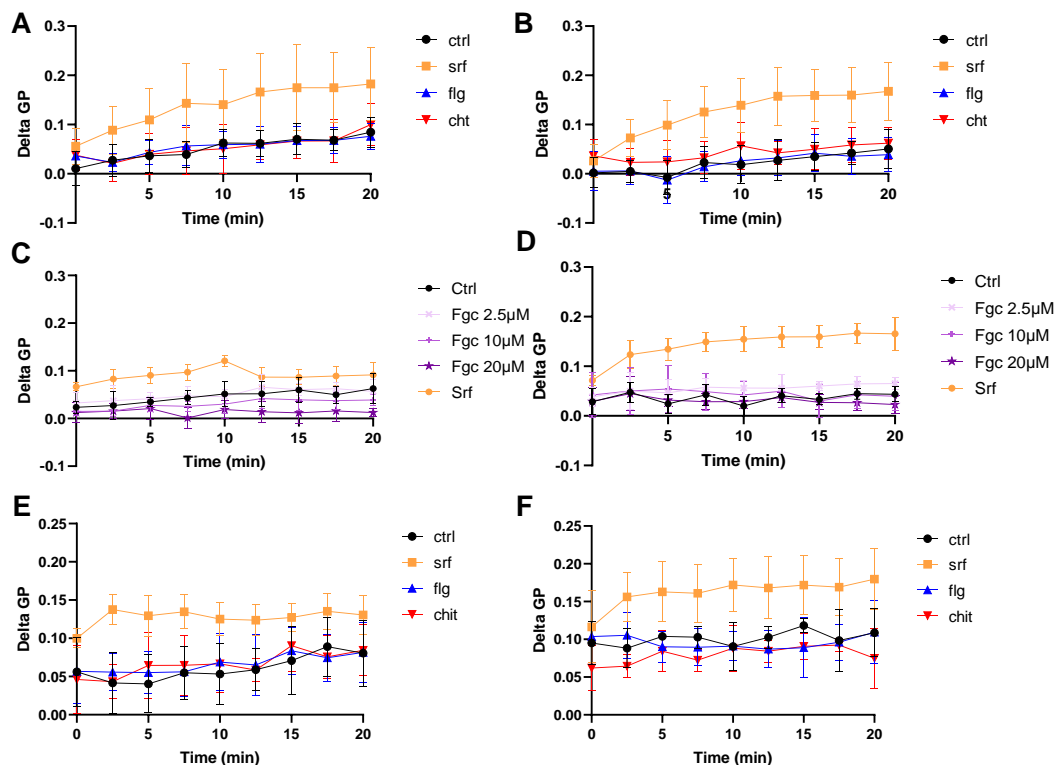 A
0.3
0.2
0.1
0.0
-0.1
Delta GP
5
10
15
20
Time (min)
ctrl
srf
flg
cht
B
0.3
0.2
0.1
0.0
-0.1
Delta GP
5
10
15
20
Time (min)
ctrl
srf
flg
cht
C
0.3
0.2
0.1
0.0
-0.1
Delta GP
5
10
15
20
Time (min)
Ctrl
Fgc 2.5µM
Fgc 10µM
Fgc 20µM
Srf
D
0.3
0.2
0.1
0.0
-0.1
Delta GP
5
10
15
20
Time (min)
Ctrl
Fgc 2.5µM
Fgc 10µM
Fgc 20µM
Srf
E
0.25
0.20
0.15
0.10
0.05
0.00
Delta GP
0
5
10
15
20
Time (min)
ctrl
srf
flg
chit
F
0.25
0.20
0.15
0.10
0.05
0.00
Delta GP
0
5
10
15
20
Time (min)
ctrl
srf
flg
chit